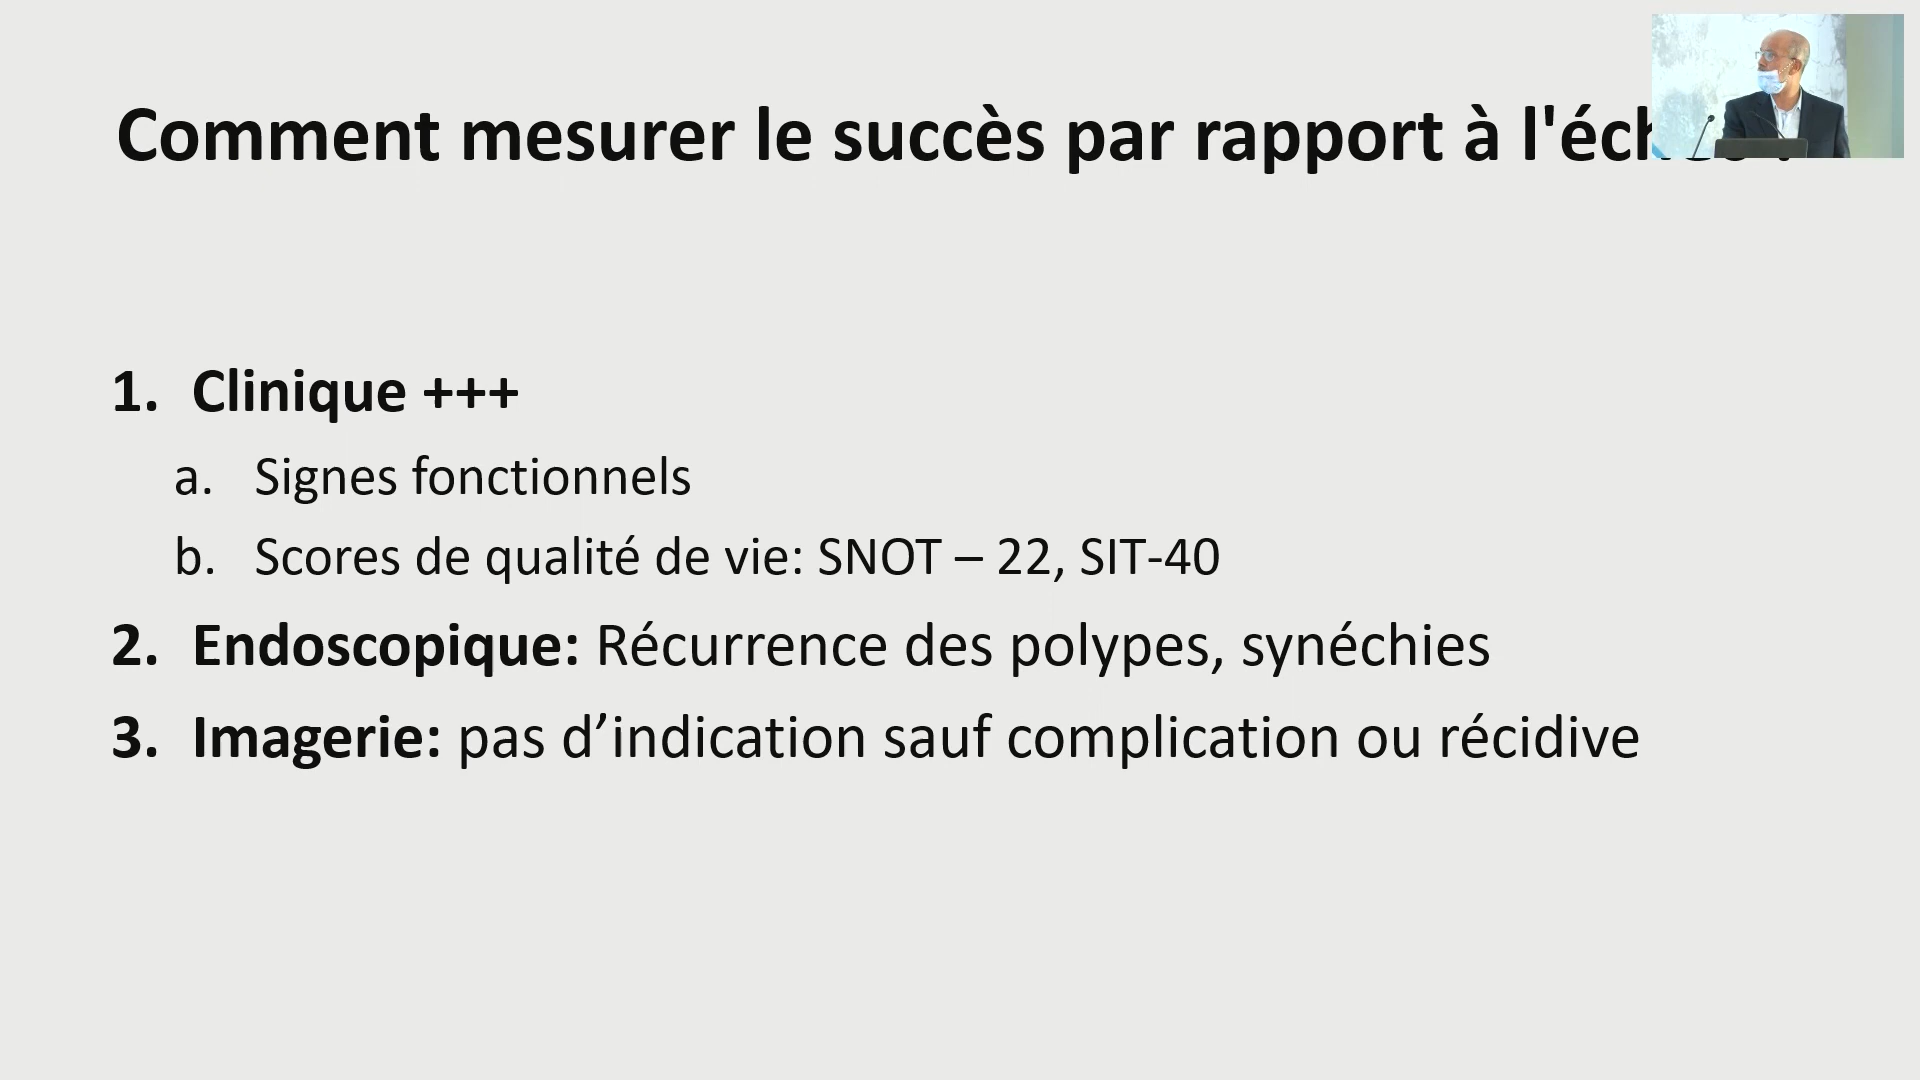 Comment mesurer le succès par rapport à
1. Clinique +++
a. Signes fonctionnels
b. Scores de qualité de vie: SNOT – 22, SIT-40
2. Endoscopique: Récurrence des polypes, synéchies
3. Imagerie: pas d’indication sauf complication ou récidive